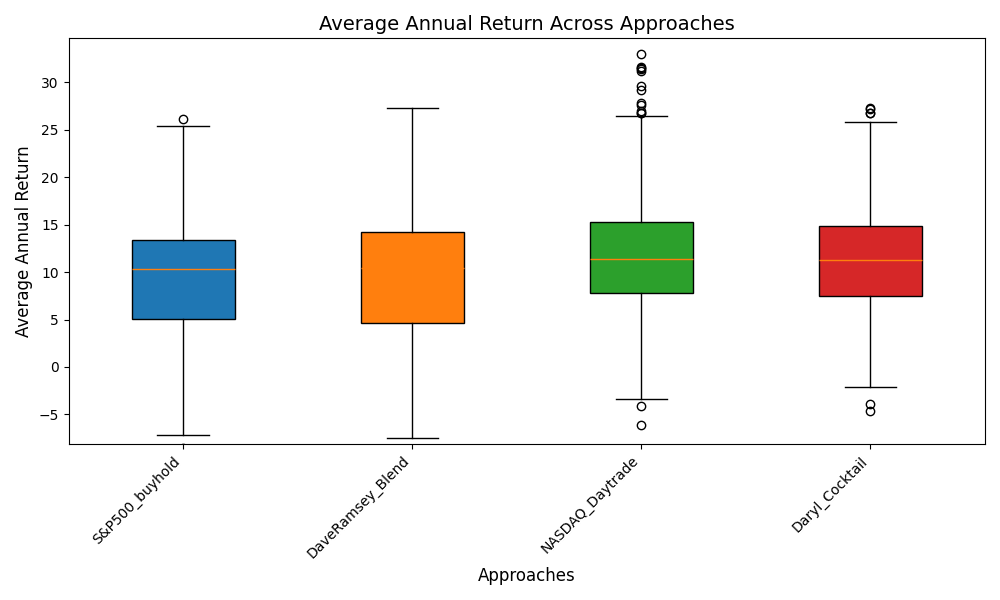 Average Annual Return Across Approaches
Average Annual Return
30
25
20
15
10
5
0
−5
S&P500_buyhold
DaveRamsey_Blend
NASDAQ_Daytrade
Daryl_Cocktail
Approaches